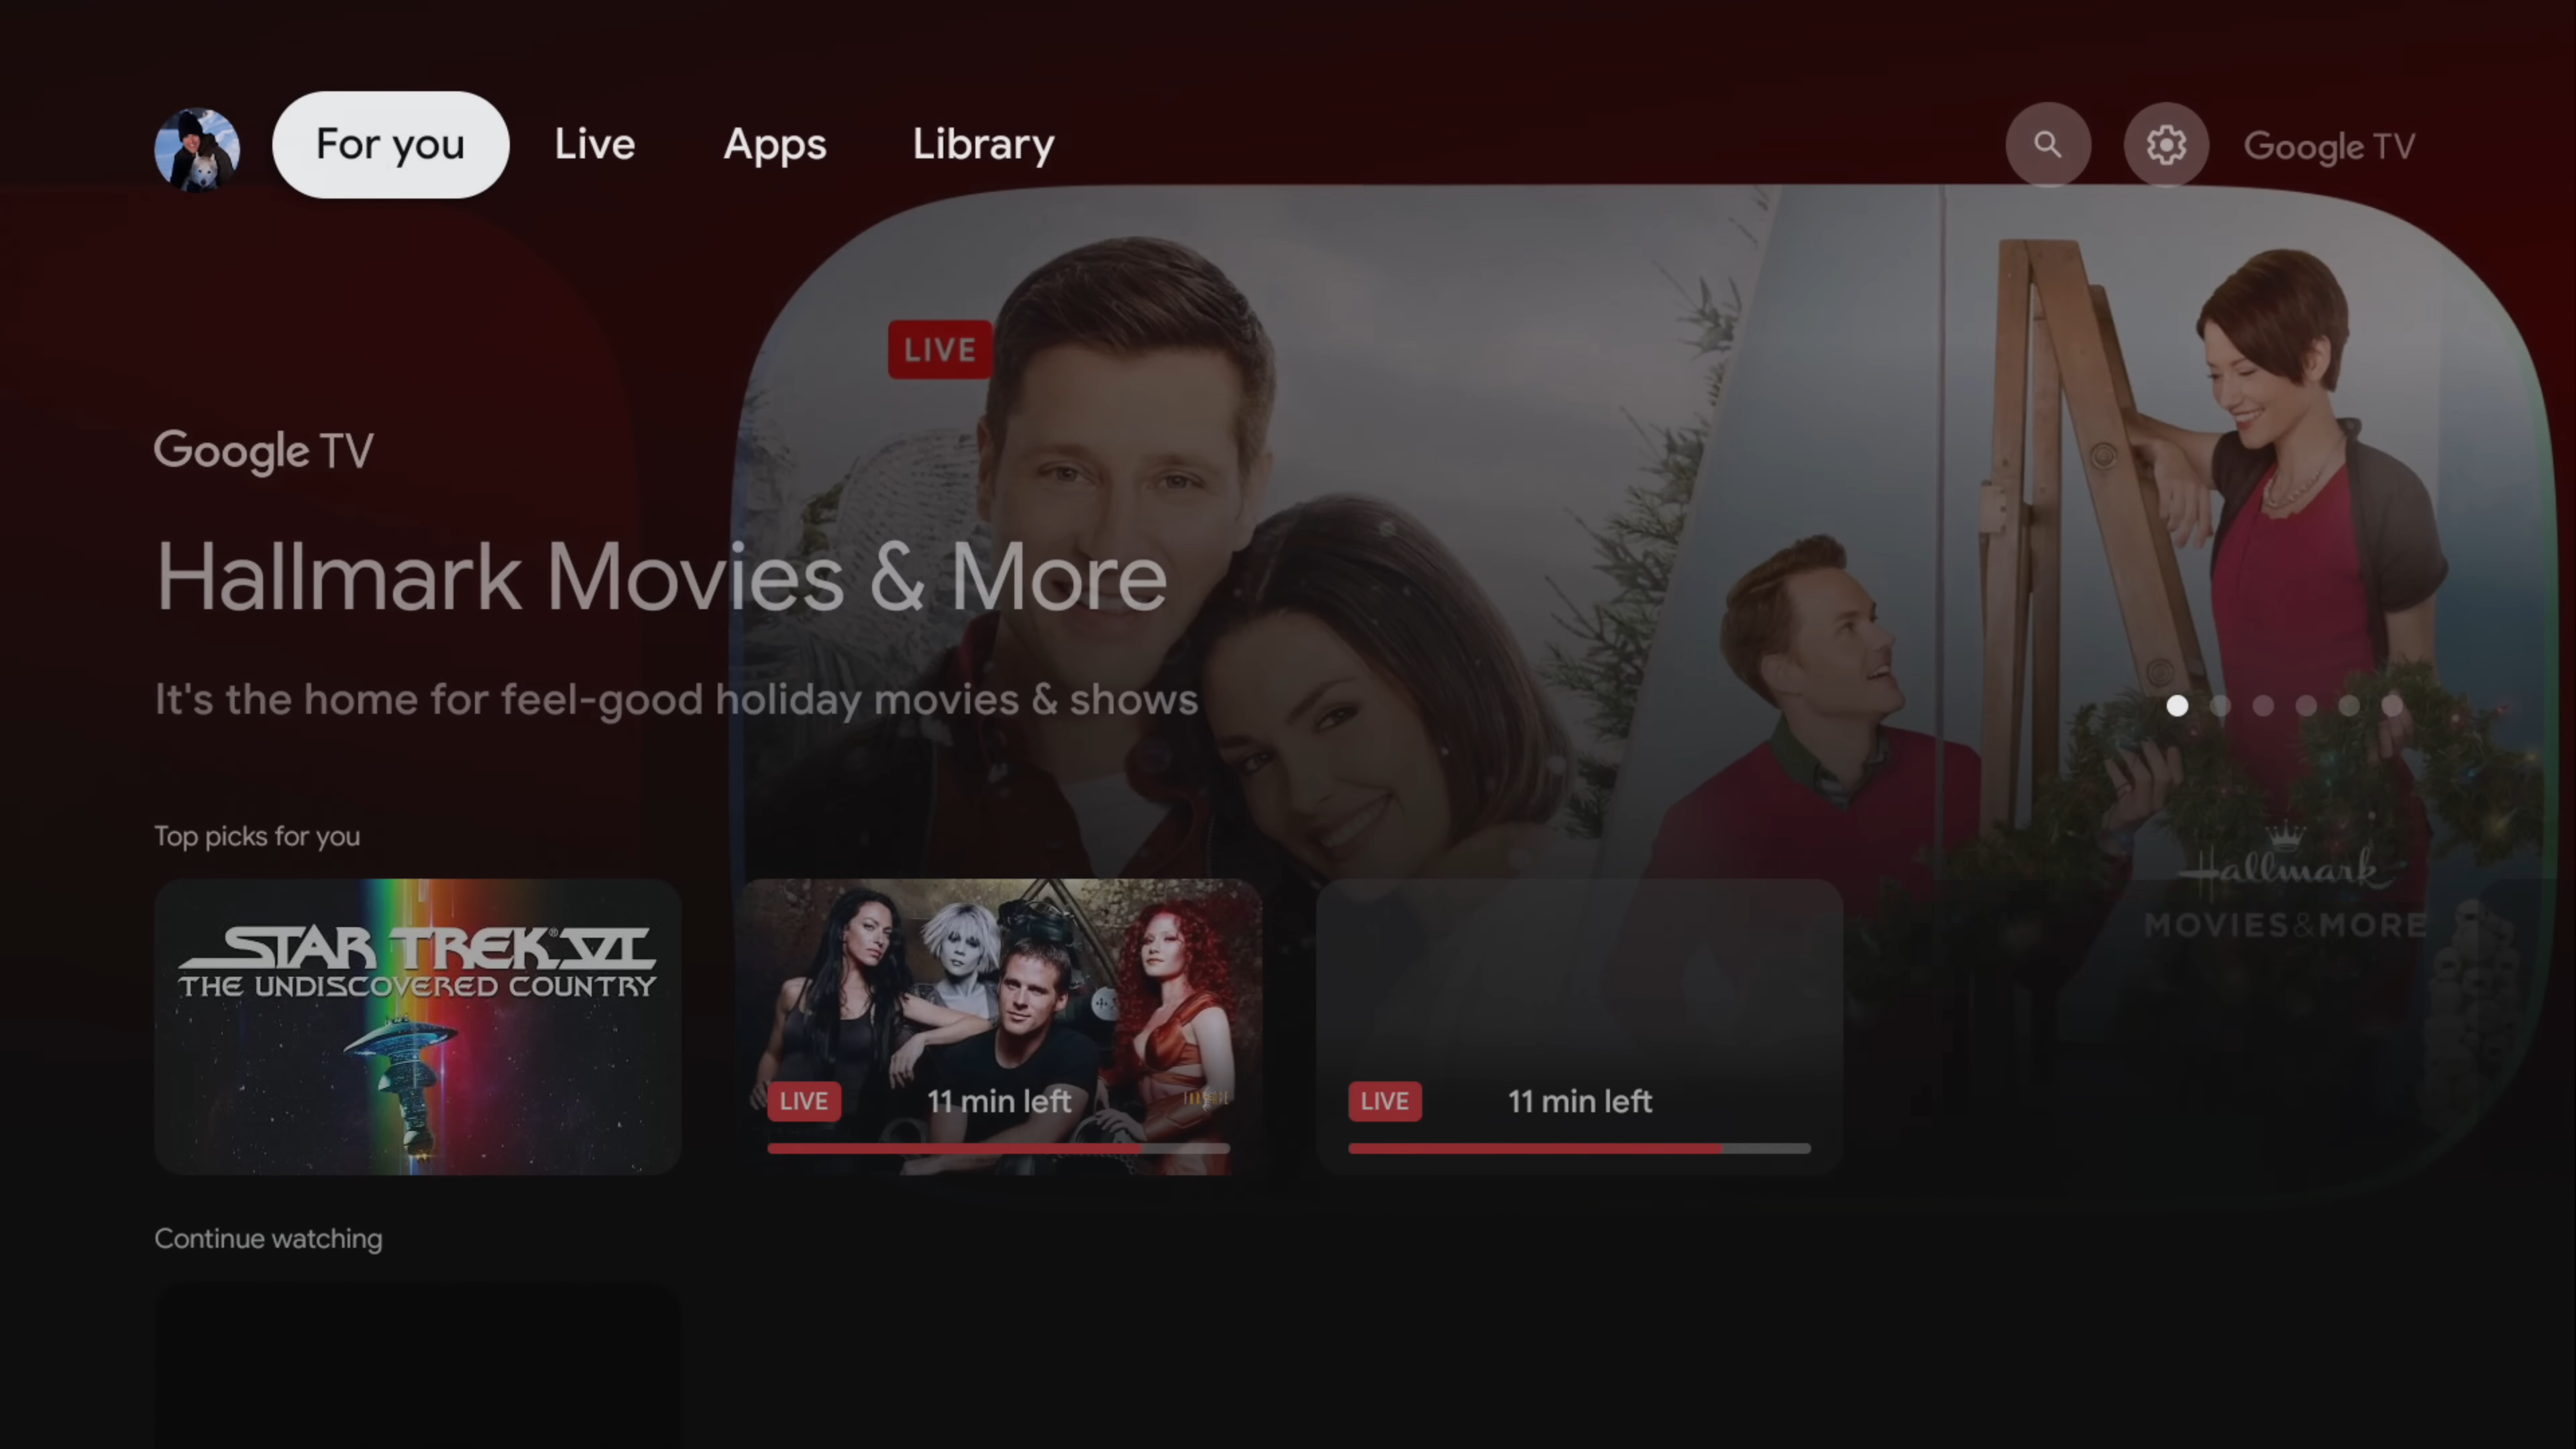 For you
Live
Apps
Library
Google TV
LIVE
Google TV
Hallmark Movies & More
It's the home for feel-good holiday movies & shows
Hallmark
MOVIES&MORE
Top picks for you
STAR TREK® VI
THE UNDISCOVERED COUNTRY
LIVE
11 min left
LIVE
11 min left
Continue watching